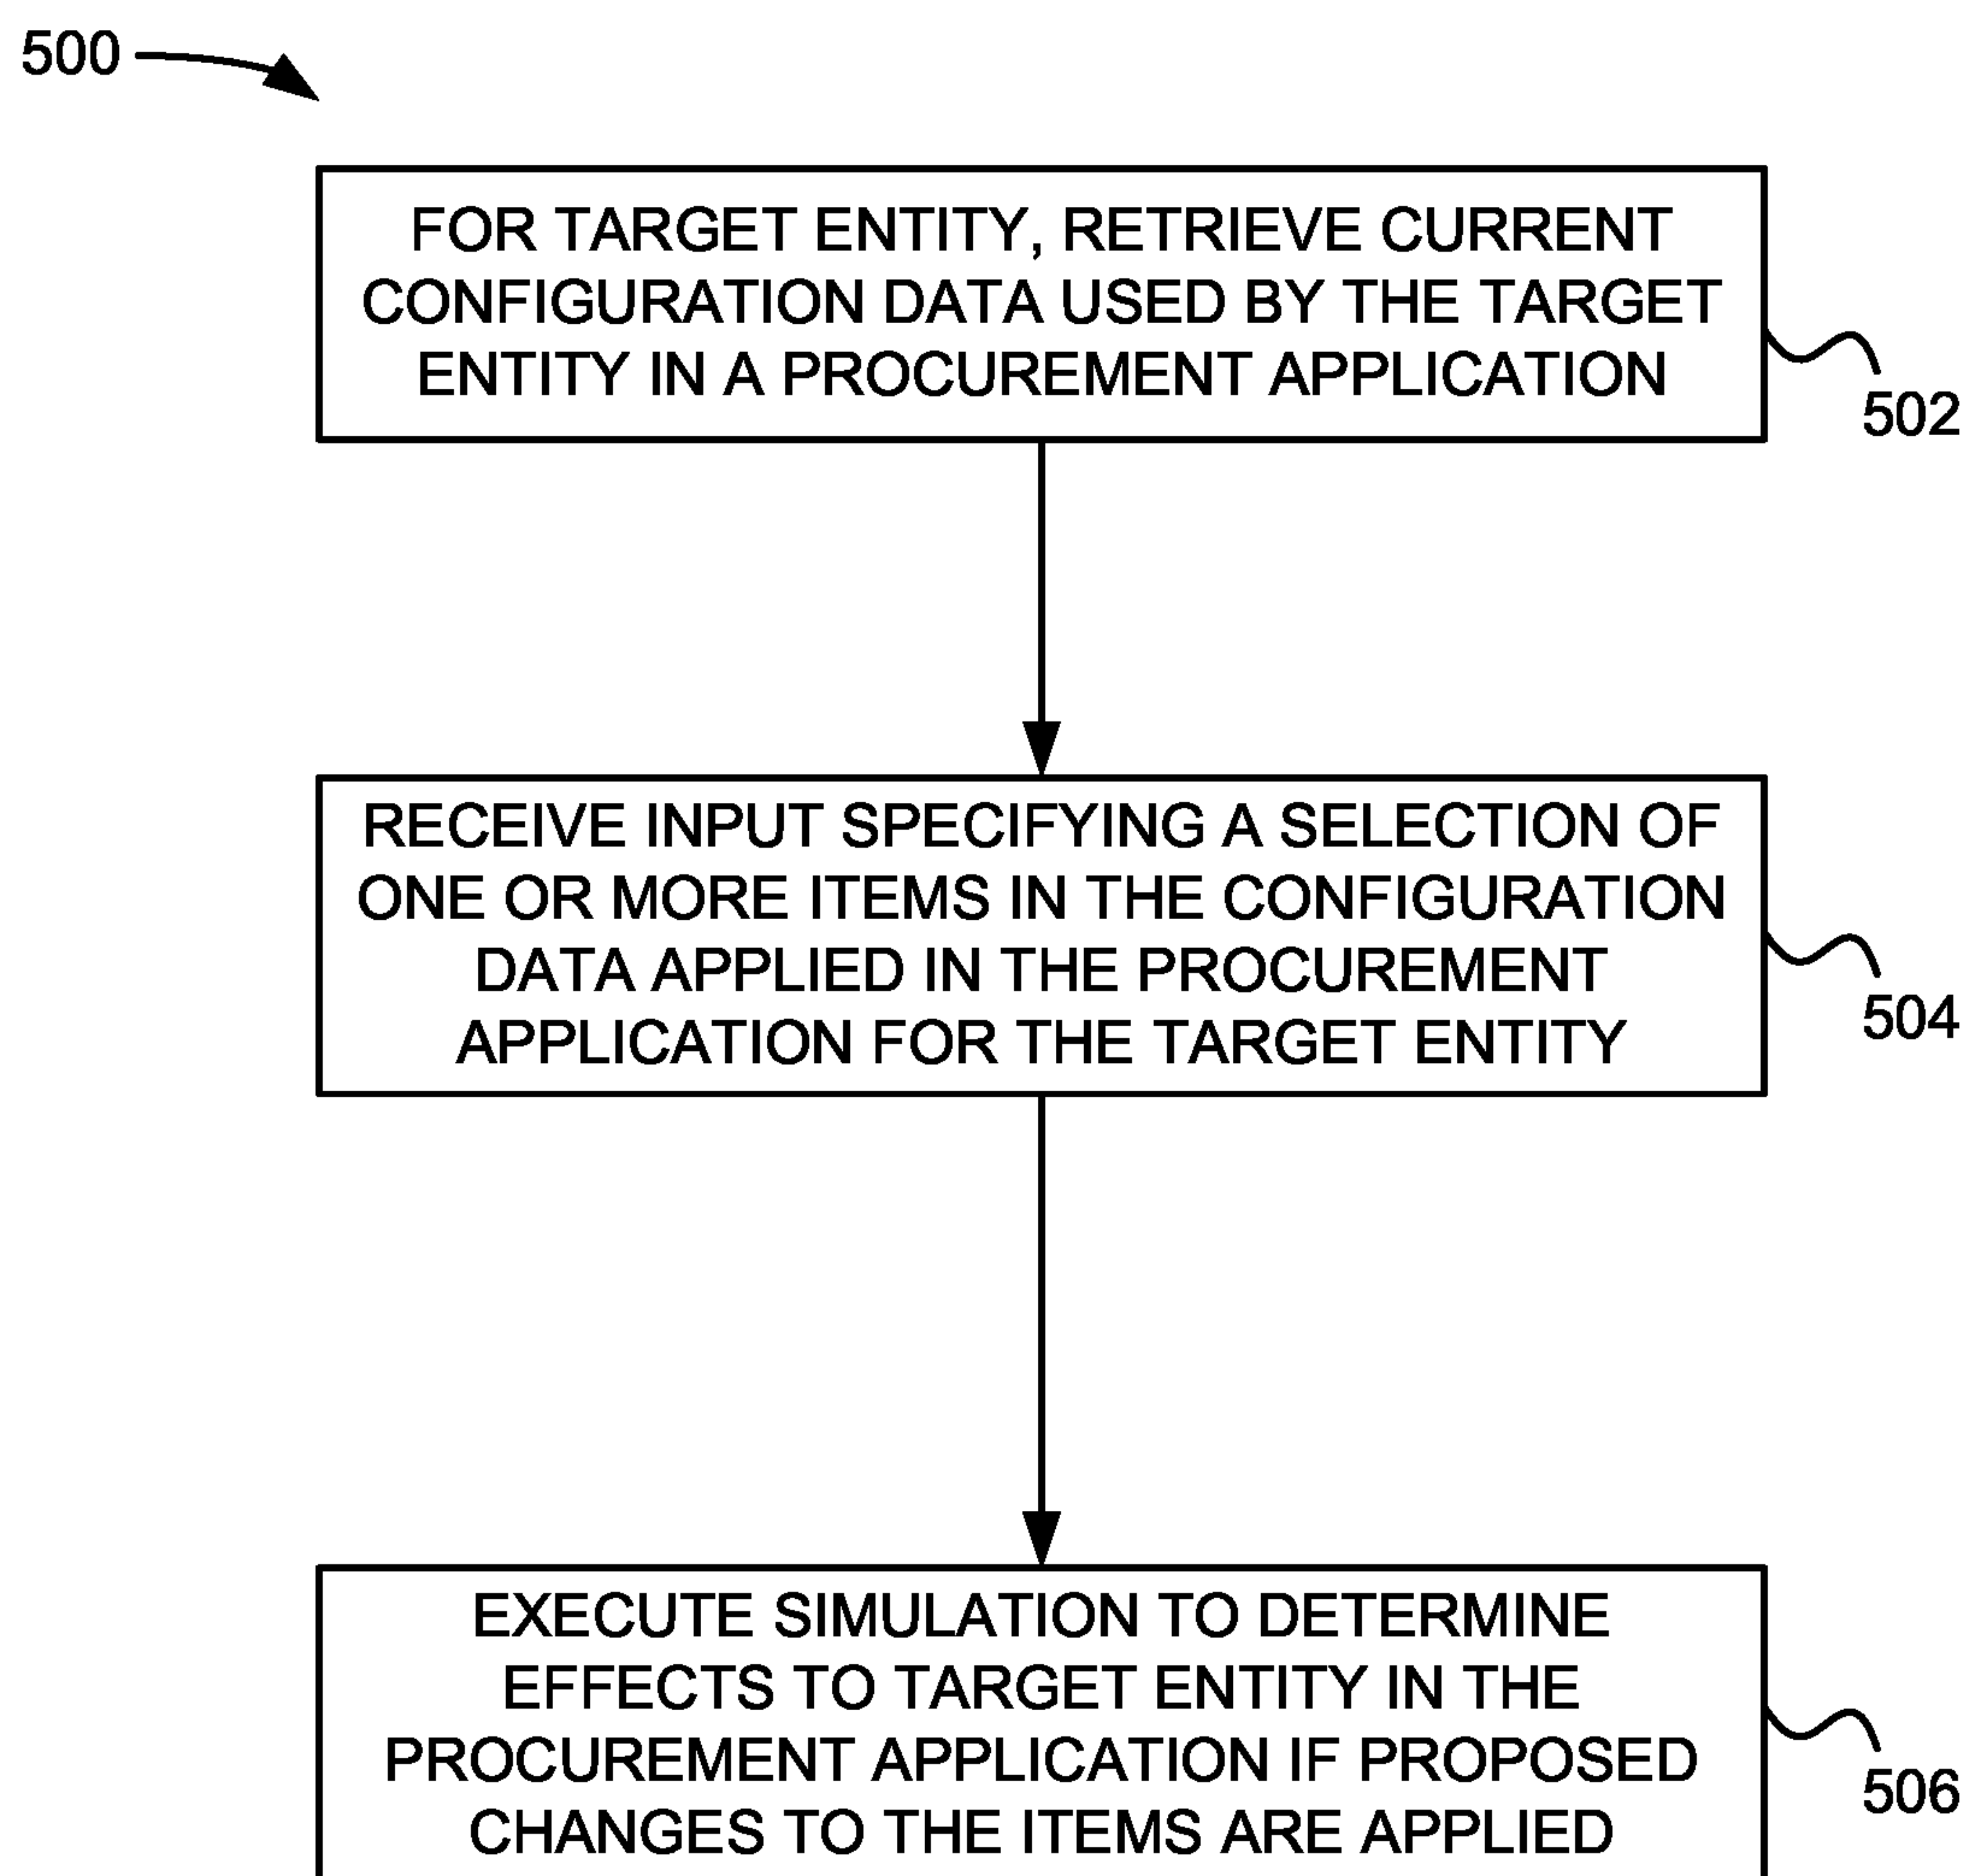 500
FOR TARGET ENTITY, RETRIEVE CURRENT
CONFIGURATION DATA USED BY THE TARGET
ENTITY IN A PROCUREMENT APPLICATION
502
RECEIVE INPUT SPECIFYING A SELECTION OF
ONE OR MORE ITEMS IN THE CONFIGURATION
DATA APPLIED IN THE PROCUREMENT
APPLICATION FOR THE TARGET ENTITY
504
EXECUTE SIMULATION TO DETERMINE
EFFECTS TO TARGET ENTITY IN THE
PROCUREMENT APPLICATION IF PROPOSED
CHANGES TO THE ITEMS ARE APPLIED
506